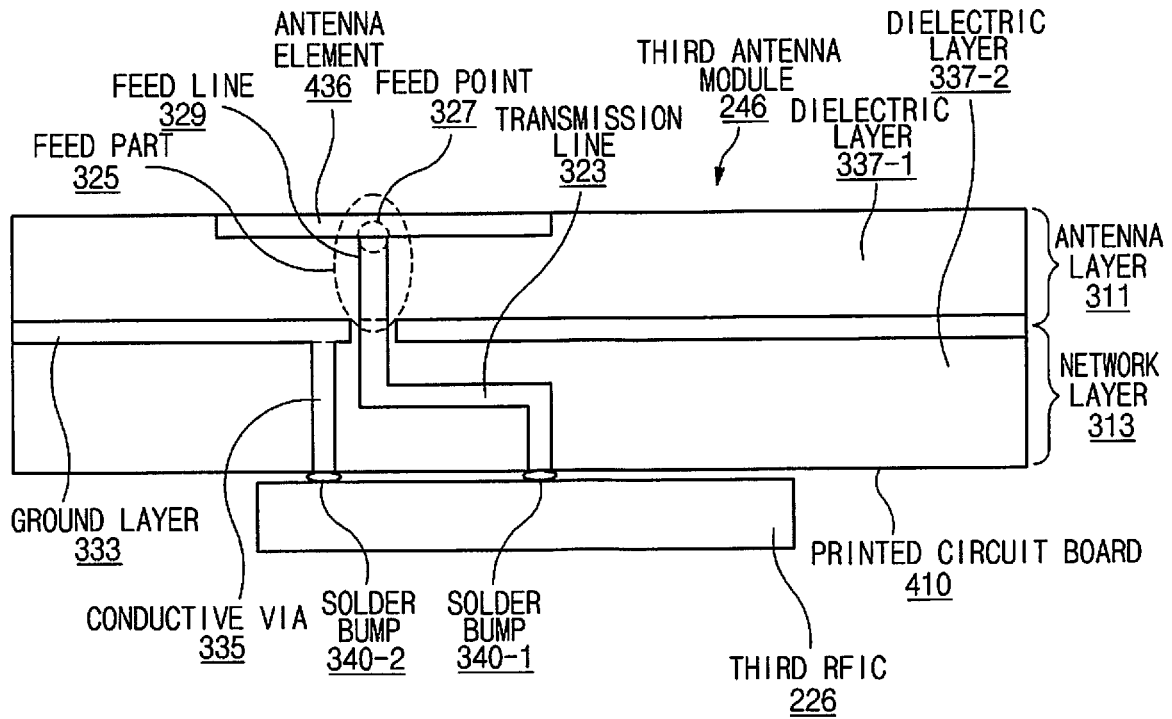 ANTENNA
ELEMENT
436
DIELECTRIC
LAYER
337-2
FEED LINE
329
FEED POINT
327
THIRD ANTENNA
MODULE
246
FEED PART
325
TRANSMISSION
LINE
323
DIELECTRIC
LAYER
337-1
ANTENNA
LAYER
311
NETWORK
LAYER
313
GROUND LAYER
333
PRINTED CIRCUIT BOARD
410
CONDUCTIVE VIA
335
SOLDER
BUMP
340-2
SOLDER
BUMP
340-1
THIRD RFIC
226